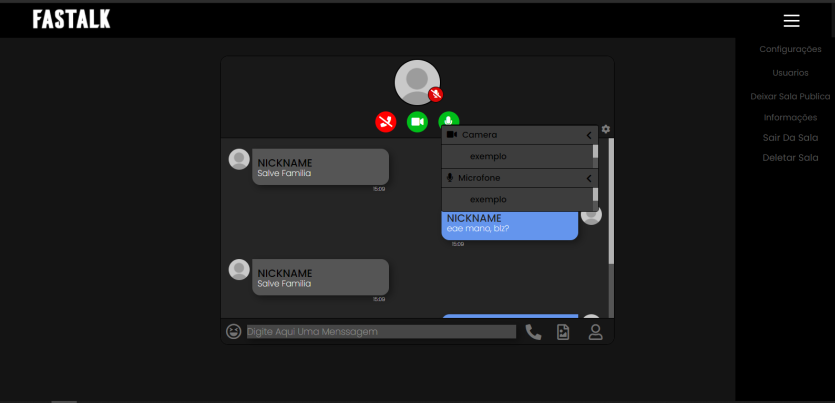 FASTALK
Configurações
Usuarios
Deixar Sala Publico
Informações
Sair Da Sala
Deletar Sala
Camera
exemplo
Microfone
exemplo
NICKNAME
Salve Familia
15:09
NICKNAME
eae mano, blz?
15:09
NICKNAME
Salve Familia
15:09
Digite Aqui Uma Menssagem